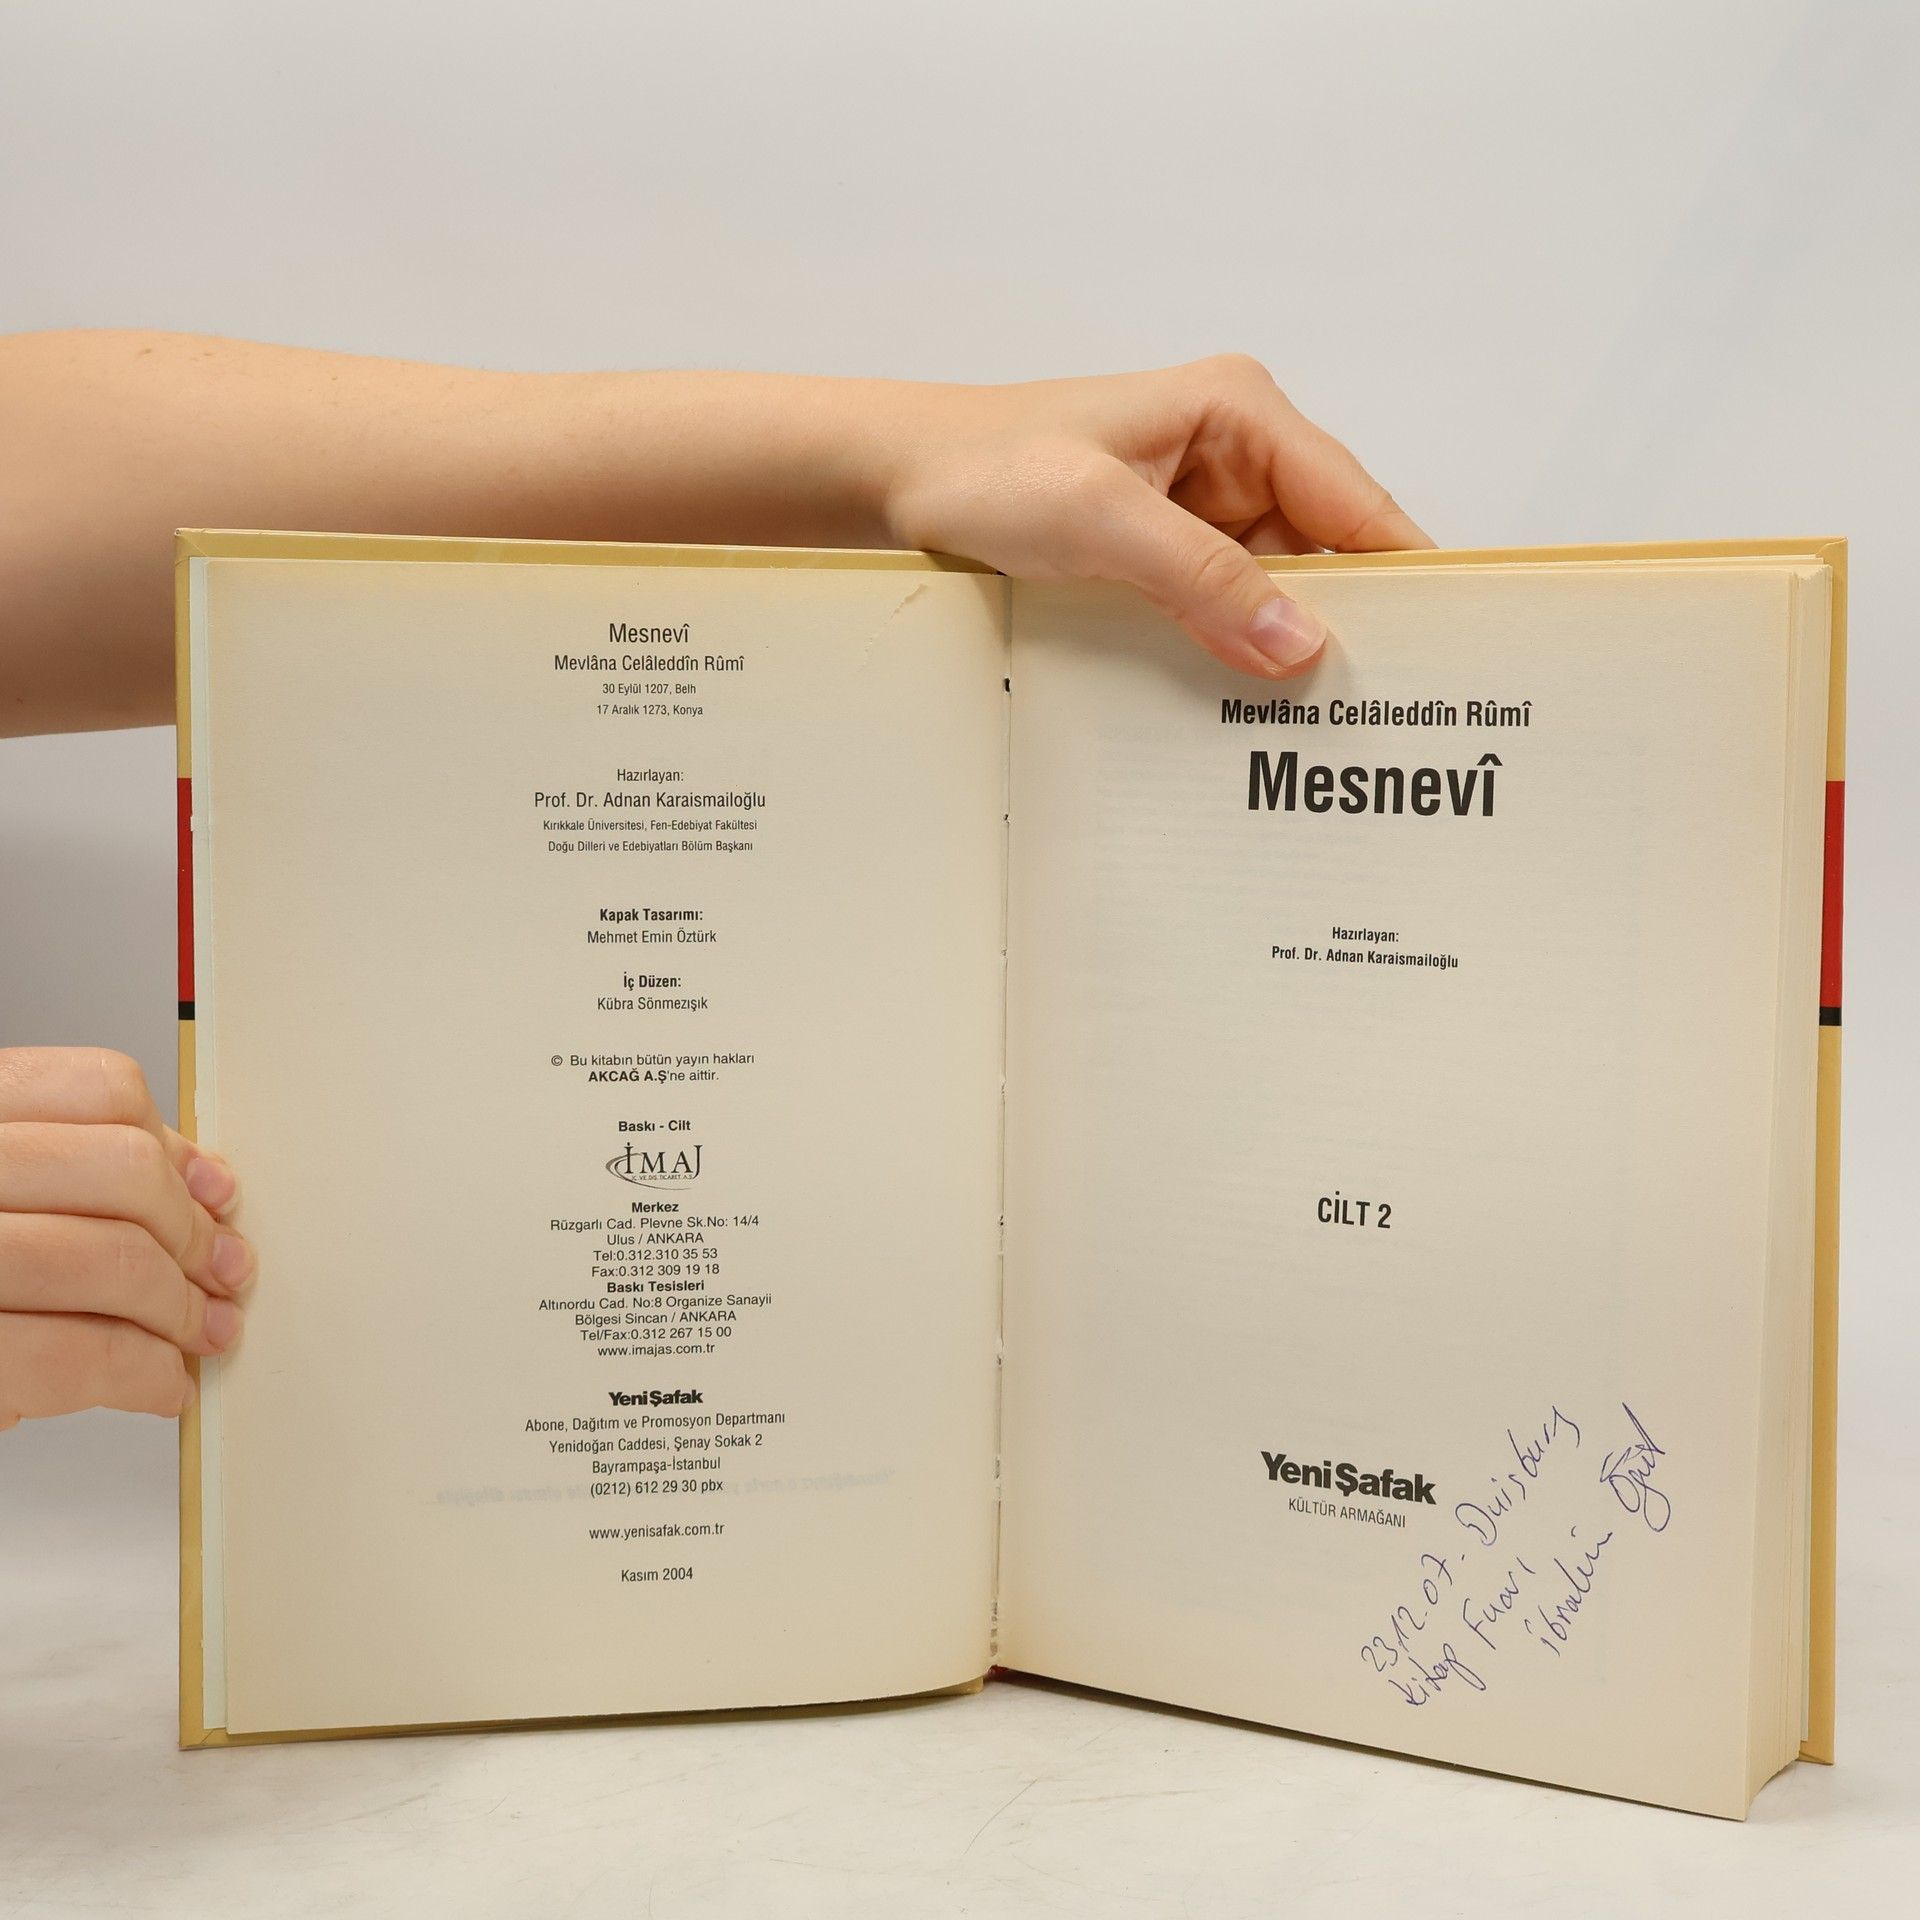 Mesnevî
Mevlâna Celâleddîn Rûmî
30 Eylül 1207, Belh
17 Aralık 1273, Konya
Hazırlayan:
Prof. Dr. Adnan Karaismailoğlu
Kırıkkale Üniversitesi, Fen-Edebiyat Fakültesi
Doğu Dilleri ve Edebiyatları Bölüm Başkanı
Kapak Tasarımı:
Mehmet Emin Öztürk
İç Düzen:
Kübra Sönmezışık
© Bu kitabın bütün yayın hakları
AKCAĞ A.Ş'ne aittir.
Baskı - Cilt
İMAJ
İÇ VE DIŞ TİCARET A.Ş.
Merkez
Rüzgarlı Cad. Plevne Sk.No: 14/4
Ulus / ANKARA
Tel:0.312.310 35 53
Fax:0.312 309 19 18
Baskı Tesisleri
Altınordu Cad. No:8 Organize Sanayii
Bölgesi Sincan / ANKARA
Tel/Fax:0.312 267 15 00
www.imajas.com.tr
YeniŞafak
Abone, Dağıtım ve Promosyon Departmanı
Yenidoğan Caddesi, Şenay Sokak 2
Bayrampaşa-İstanbul
(0212) 612 29 30 pbx
www.yenisafak.com.tr
Kasım 2004
Mevlâna Celâleddîn Rûmî
Mesnevî
Hazırlayan:
Prof. Dr. Adnan Karaismailoğlu
CİLT 2
YeniŞafak
KÜLTÜR ARMAĞANI
23.12.07. Duisburg
Kitap Fuarı
İbrahim